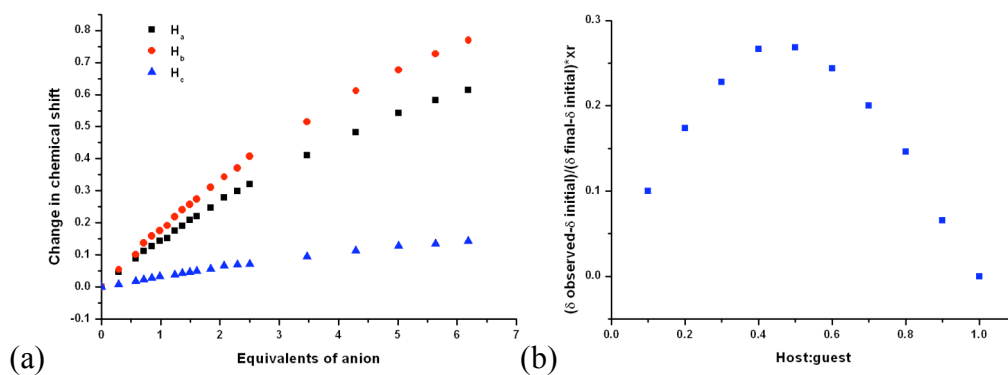 (a)
Change in chemical shift
0.8
0.7
0.6
0.5
0.4
0.3
0.2
0.1
0.0
-0.1
H_a
H_b
H_c
0 1 2 3 4 5 6 7
Equivalents of anion
(b)
(δ observed-δ initial)/(δ final-δ initial)*xr
0.3
0.2
0.1
0.0
0.0 0.2 0.4 0.6 0.8 1.0
Host:guest